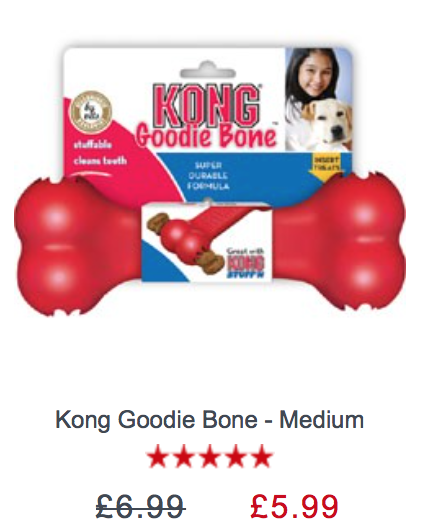 KONG
Goodie Bone
stuffable
cleans teeth
SUPER
DURABLE
FORMULA
INSERT
TREATS
Great with
KONG
STUFF'N
Kong Goodie Bone - Medium
£6.99 £5.99